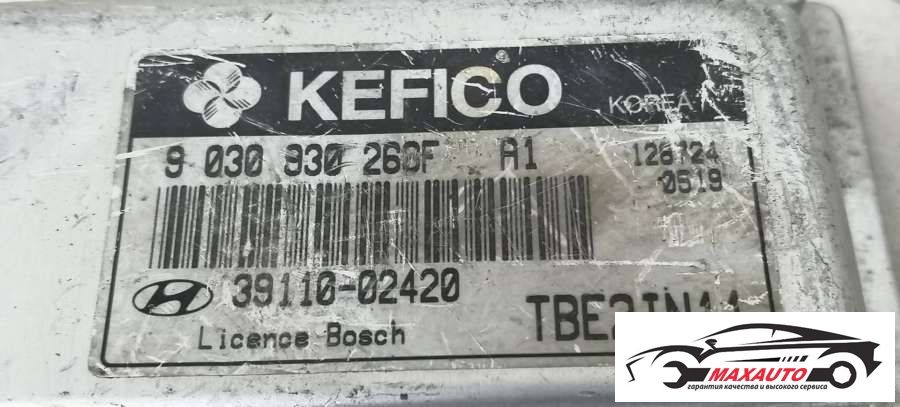 KEFICO KOREA
9 030 930 260F A1 126724
0519
39110-02420
Licence Bosch
MAXAUTO
гарантия качества и высокого сервиса